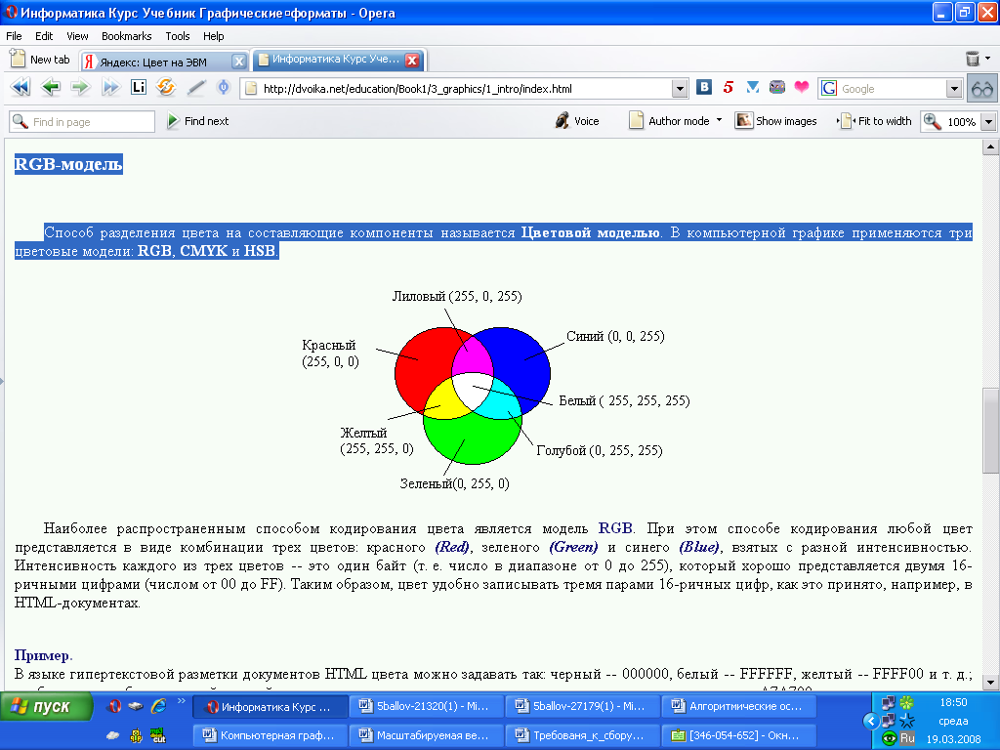 Информатика Курс Учебник Графические¤форматы - Opera
File Edit View Bookmarks Tools Help
New tab Яндекс: Цвет на ЭВМ Информатика Курс Уче...
Li http://dvoika.net/education/Book1/3_graphics/1_intro/index.html B 5 G Google
Find in page Find next Voice Author mode Show images Fit to width 100%
RGB-модель
Способ разделения цвета на составляющие компоненты называется Цветовой моделью. В компьютерной графике применяются три
цветовые модели: RGB, CMYK и HSB.
Лиловый (255, 0, 255)
Синий (0, 0, 255)
Красный
(255, 0, 0)
Белый ( 255, 255, 255)
Желтый
(255, 255, 0)
Голубой (0, 255, 255)
Зеленый(0, 255, 0)
Наиболее распространенным способом кодирования цвета является модель RGB. При этом способе кодирования любой цвет
представляется в виде комбинации трех цветов: красного (Red), зеленого (Green) и синего (Blue), взятых с разной интенсивностью.
Интенсивность каждого из трех цветов -- это один байт (т. е. число в диапазоне от 0 до 255), который хорошо представляется двумя 16-
ричными цифрами (числом от 00 до FF). Таким образом, цвет удобно записывать тремя парами 16-ричных цифр, как это принято, например, в
HTML-документах.
Пример.
В языке гипертекстовой разметки документов HTML цвета можно задавать так: черный -- 000000, белый -- FFFFFF, желтый -- FFFF00 и т. д.;
пуск Информатика Курс ... 5ballov-21320(1) - Mi... 5ballov-27179(1) - Mi... Алгоритмические ос... 18:50
среда
Компьютерная граф... Масштабируемая ве... Требованя_к_сбору... [346-054-652] - Окн... Ru 19.03.2008